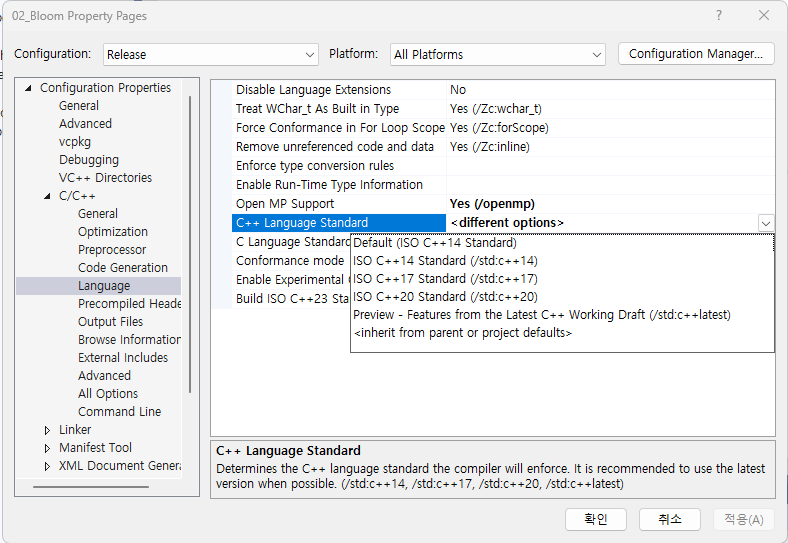 02_Bloom Property Pages
Configuration: Release Platform: All Platforms Configuration Manager...
Configuration Properties
General
Advanced
vcpkg
Debugging
VC++ Directories
C/C++
General
Optimization
Preprocessor
Code Generation
Language
Precompiled Heade
Output Files
Browse Information
External Includes
Advanced
All Options
Command Line
Linker
Manifest Tool
XML Document Genera
Disable Language Extensions No
Treat WChar_t As Built in Type Yes (/Zc:wchar_t)
Force Conformance in For Loop Scope Yes (/Zc:forScope)
Remove unreferenced code and data Yes (/Zc:inline)
Enforce type conversion rules
Enable Run-Time Type Information
Open MP Support Yes (/openmp)
C++ Language Standard <different options>
C Language Standard
Conformance mode
Enable Experimental
Build ISO C++23 Sta
Default (ISO C++14 Standard)
ISO C++14 Standard (/std:c++14)
ISO C++17 Standard (/std:c++17)
ISO C++20 Standard (/std:c++20)
Preview - Features from the Latest C++ Working Draft (/std:c++latest)
<inherit from parent or project defaults>
C++ Language Standard
Determines the C++ language standard the compiler will enforce. It is recommended to use the latest
version when possible. (/std:c++14, /std:c++17, /std:c++20, /std:c++latest)
확인 취소 적용(A)